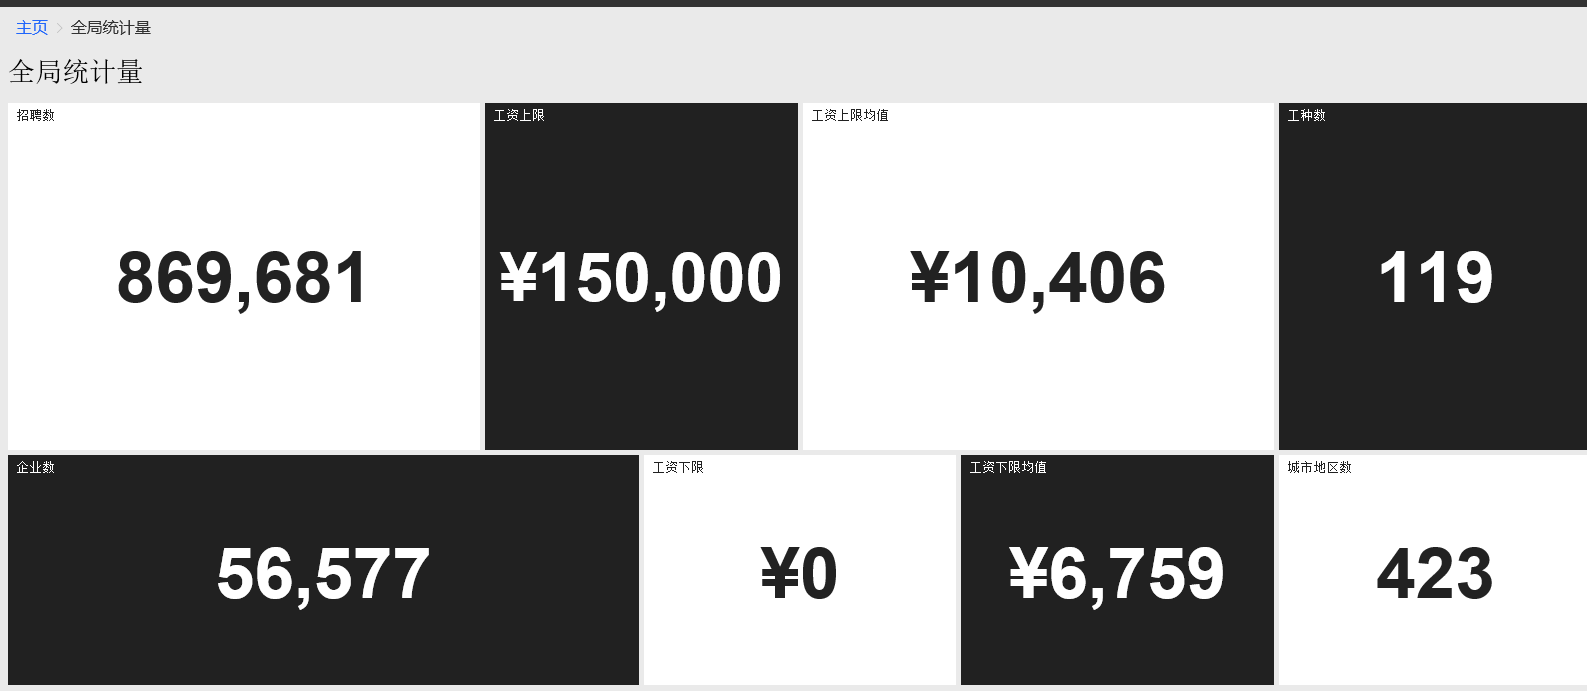 主页 > 全局统计量
全局统计量
招聘数
869,681
工资上限
¥150,000
工资上限均值
¥10,406
工种数
119
企业数
56,577
工资下限
¥0
工资下限均值
¥6,759
城市地区数
423